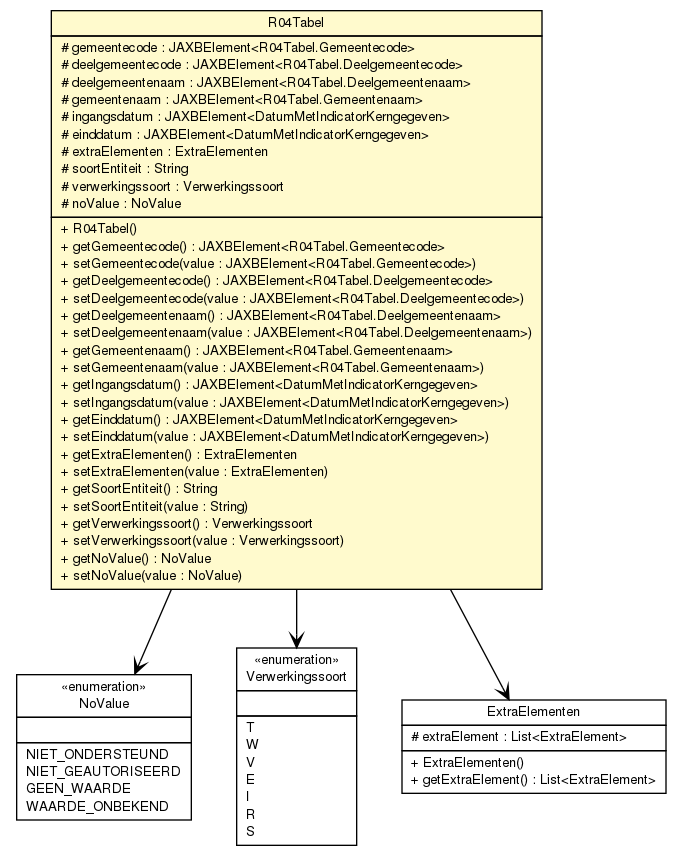 R04Tabel
# gemeentecode : JAXBElement<R04Tabel.Gemeentecode>
# deelgemeentecode : JAXBElement<R04Tabel.Deelgemeentecode>
# deelgemeentenaam : JAXBElement<R04Tabel.Deelgemeentenaam>
# gemeentenaam : JAXBElement<R04Tabel.Gemeentenaam>
# ingangsdatum : JAXBElement<DatumMetIndicatorKerngegeven>
# einddatum : JAXBElement<DatumMetIndicatorKerngegeven>
# extraElementen : ExtraElementen
# soortEntiteit : String
# verwerkingssoort : Verwerkingssoort
# noValue : NoValue
+ R04Tabel()
+ getGemeentecode() : JAXBElement<R04Tabel.Gemeentecode>
+ setGemeentecode(value : JAXBElement<R04Tabel.Gemeentecode>)
+ getDeelgemeentecode() : JAXBElement<R04Tabel.Deelgemeentecode>
+ setDeelgemeentecode(value : JAXBElement<R04Tabel.Deelgemeentecode>)
+ getDeelgemeentenaam() : JAXBElement<R04Tabel.Deelgemeentenaam>
+ setDeelgemeentenaam(value : JAXBElement<R04Tabel.Deelgemeentenaam>)
+ getGemeentenaam() : JAXBElement<R04Tabel.Gemeentenaam>
+ setGemeentenaam(value : JAXBElement<R04Tabel.Gemeentenaam>)
+ getIngangsdatum() : JAXBElement<DatumMetIndicatorKerngegeven>
+ setIngangsdatum(value : JAXBElement<DatumMetIndicatorKerngegeven>)
+ getEinddatum() : JAXBElement<DatumMetIndicatorKerngegeven>
+ setEinddatum(value : JAXBElement<DatumMetIndicatorKerngegeven>)
+ getExtraElementen() : ExtraElementen
+ setExtraElementen(value : ExtraElementen)
+ getSoortEntiteit() : String
+ setSoortEntiteit(value : String)
+ getVerwerkingssoort() : Verwerkingssoort
+ setVerwerkingssoort(value : Verwerkingssoort)
+ getNoValue() : NoValue
+ setNoValue(value : NoValue)
«enumeration»
NoValue
NIET_ONDERSTEUND
NIET_GEAUTORISEERD
GEEN_WAARDE
WAARDE_ONBEKEND
«enumeration»
Verwerkingssoort
T
W
V
E
I
R
S
ExtraElementen
# extraElement : List<ExtraElement>
+ ExtraElementen()
+ getExtraElement() : List<ExtraElement>